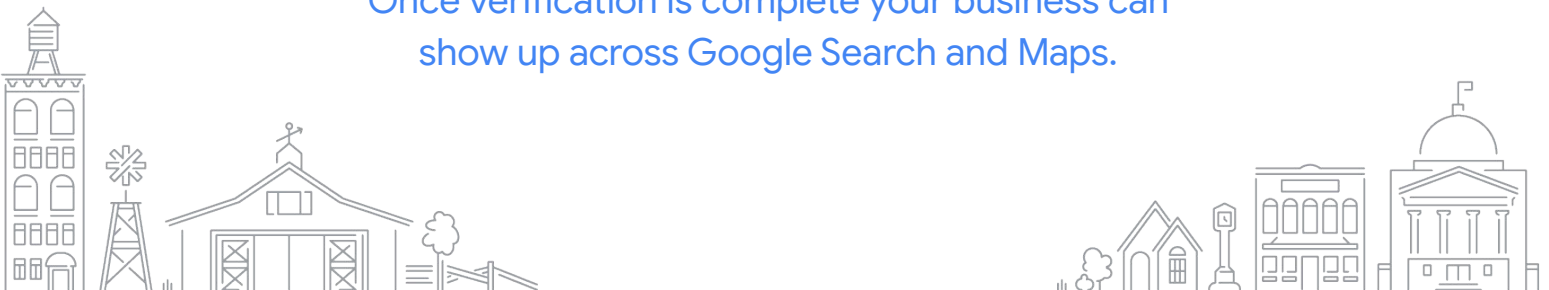 Once verification is complete your business can
show up across Google Search and Maps.